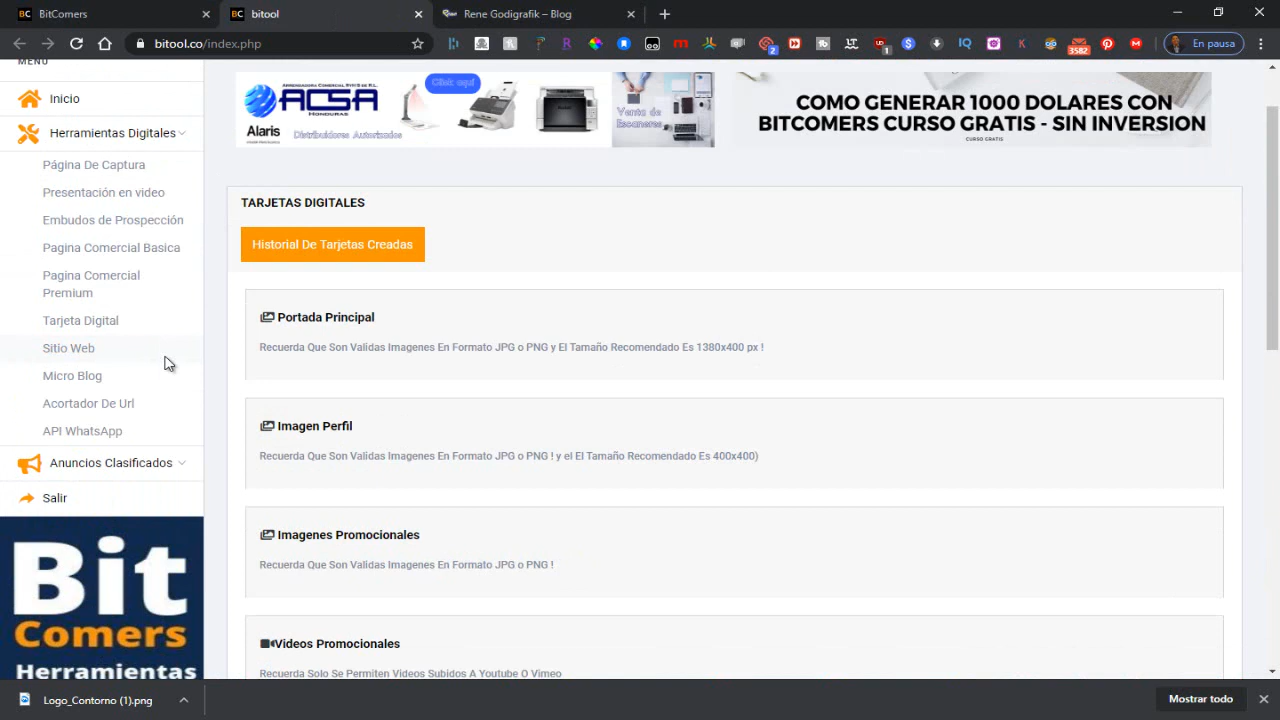 BitComers
bitool
Rene Godigrafik – Blog
bitool.co/index.php
2
1
3582
En pausa
MENU
Inicio
Herramientas Digitales
Página De Captura
Presentación en video
Embudos de Prospección
Pagina Comercial Basica
Pagina Comercial
Premium
Tarjeta Digital
Sitio Web
Micro Blog
Acortador De Url
API WhatsApp
Anuncios Clasificados
Salir
Bit
Comers
Herramientas
ACSA
HONDURAS
Alaris
Distribuidores Autorizados
Click aquí
Venta de
Escaneres
COMO GENERAR 1000 DOLARES CON
BITCOMERS CURSO GRATIS - SIN INVERSION
CURSO GRATIS
TARJETAS DIGITALES
Historial De Tarjetas Creadas
Portada Principal
Recuerda Que Son Validas Imagenes En Formato JPG o PNG y El Tamaño Recomendado Es 1380x400 px !
Imagen Perfil
Recuerda Que Son Validas Imagenes En Formato JPG o PNG ! y el El Tamaño Recomendado Es 400x400)
Imagenes Promocionales
Recuerda Que Son Validas Imagenes En Formato JPG o PNG !
Videos Promocionales
Recuerda Solo Se Permiten Videos Subidos A Youtube O Vimeo
Logo_Contorno (1).png
Mostrar todo